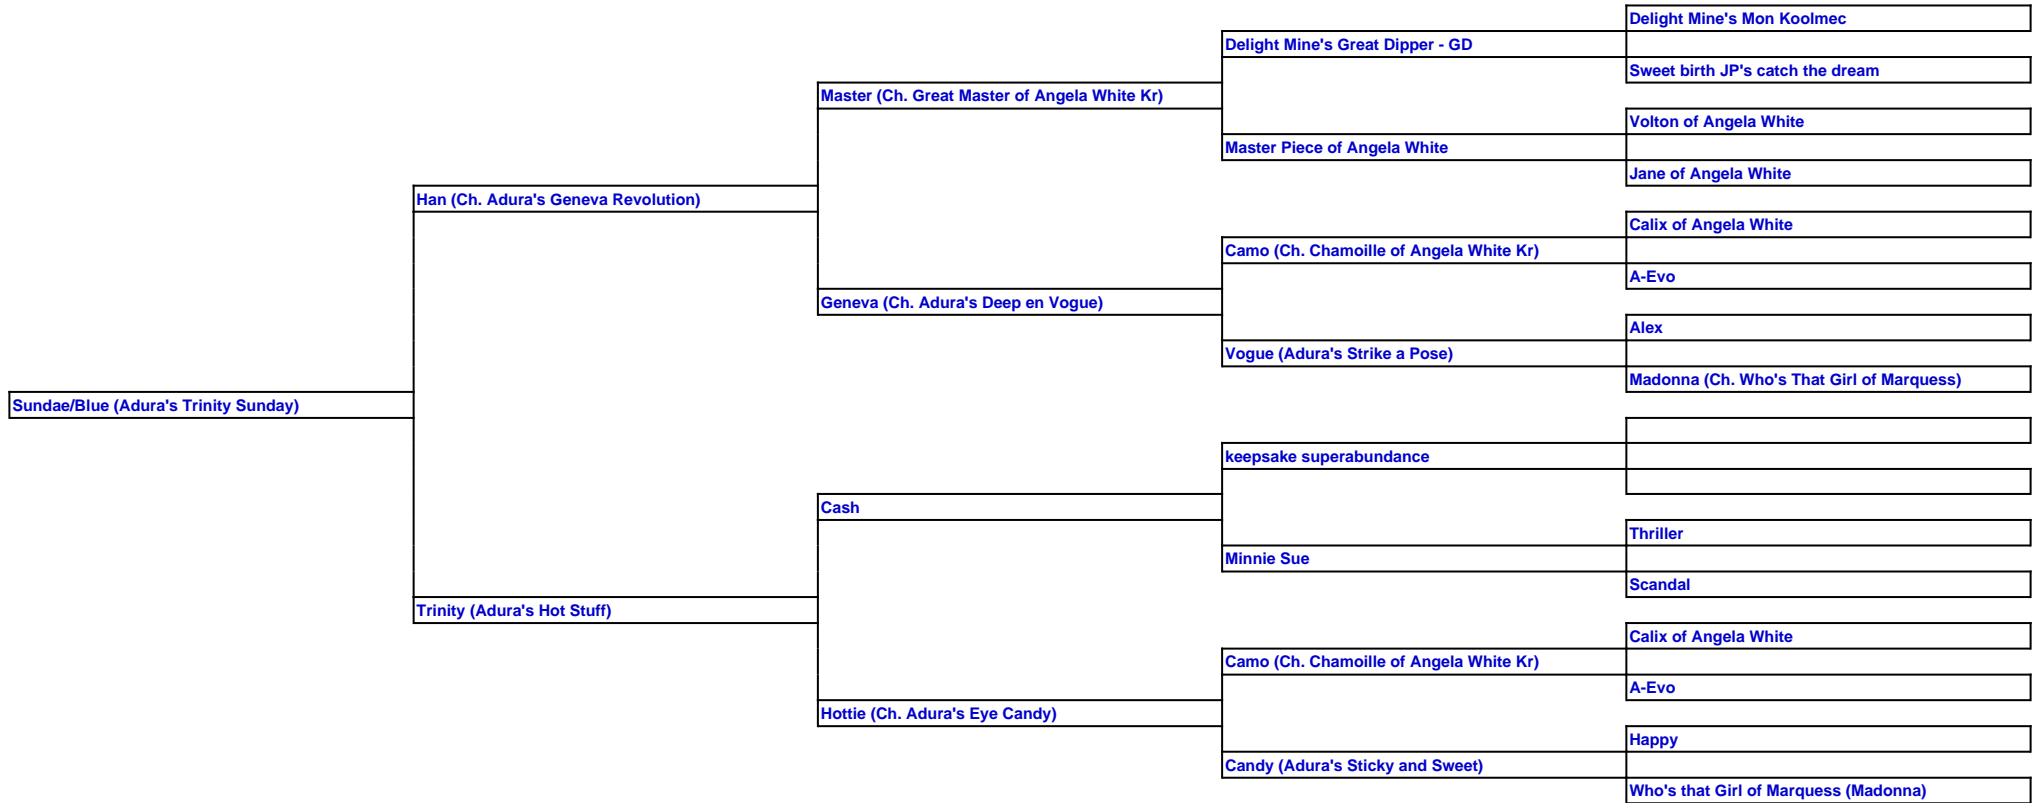 Delight Mine's Mon Koolmec
Delight Mine's Great Dipper - GD
Sweet birth JP's catch the dream
Master (Ch. Great Master of Angela White Kr)
Volton of Angela White
Master Piece of Angela White
Jane of Angela White
Han (Ch. Adura's Geneva Revolution)
Calix of Angela White
Camo (Ch. Chamoille of Angela White Kr)
A-Evo
Geneva (Ch. Adura's Deep en Vogue)
Alex
Vogue (Adura's Strike a Pose)
Madonna (Ch. Who's That Girl of Marquess)
Sundae/Blue (Adura's Trinity Sunday)
keepsake superabundance
Cash
Thriller
Minnie Sue
Scandal
Trinity (Adura's Hot Stuff)
Calix of Angela White
Camo (Ch. Chamoille of Angela White Kr)
A-Evo
Hottie (Ch. Adura's Eye Candy)
Happy
Candy (Adura's Sticky and Sweet)
Who's that Girl of Marquess (Madonna)